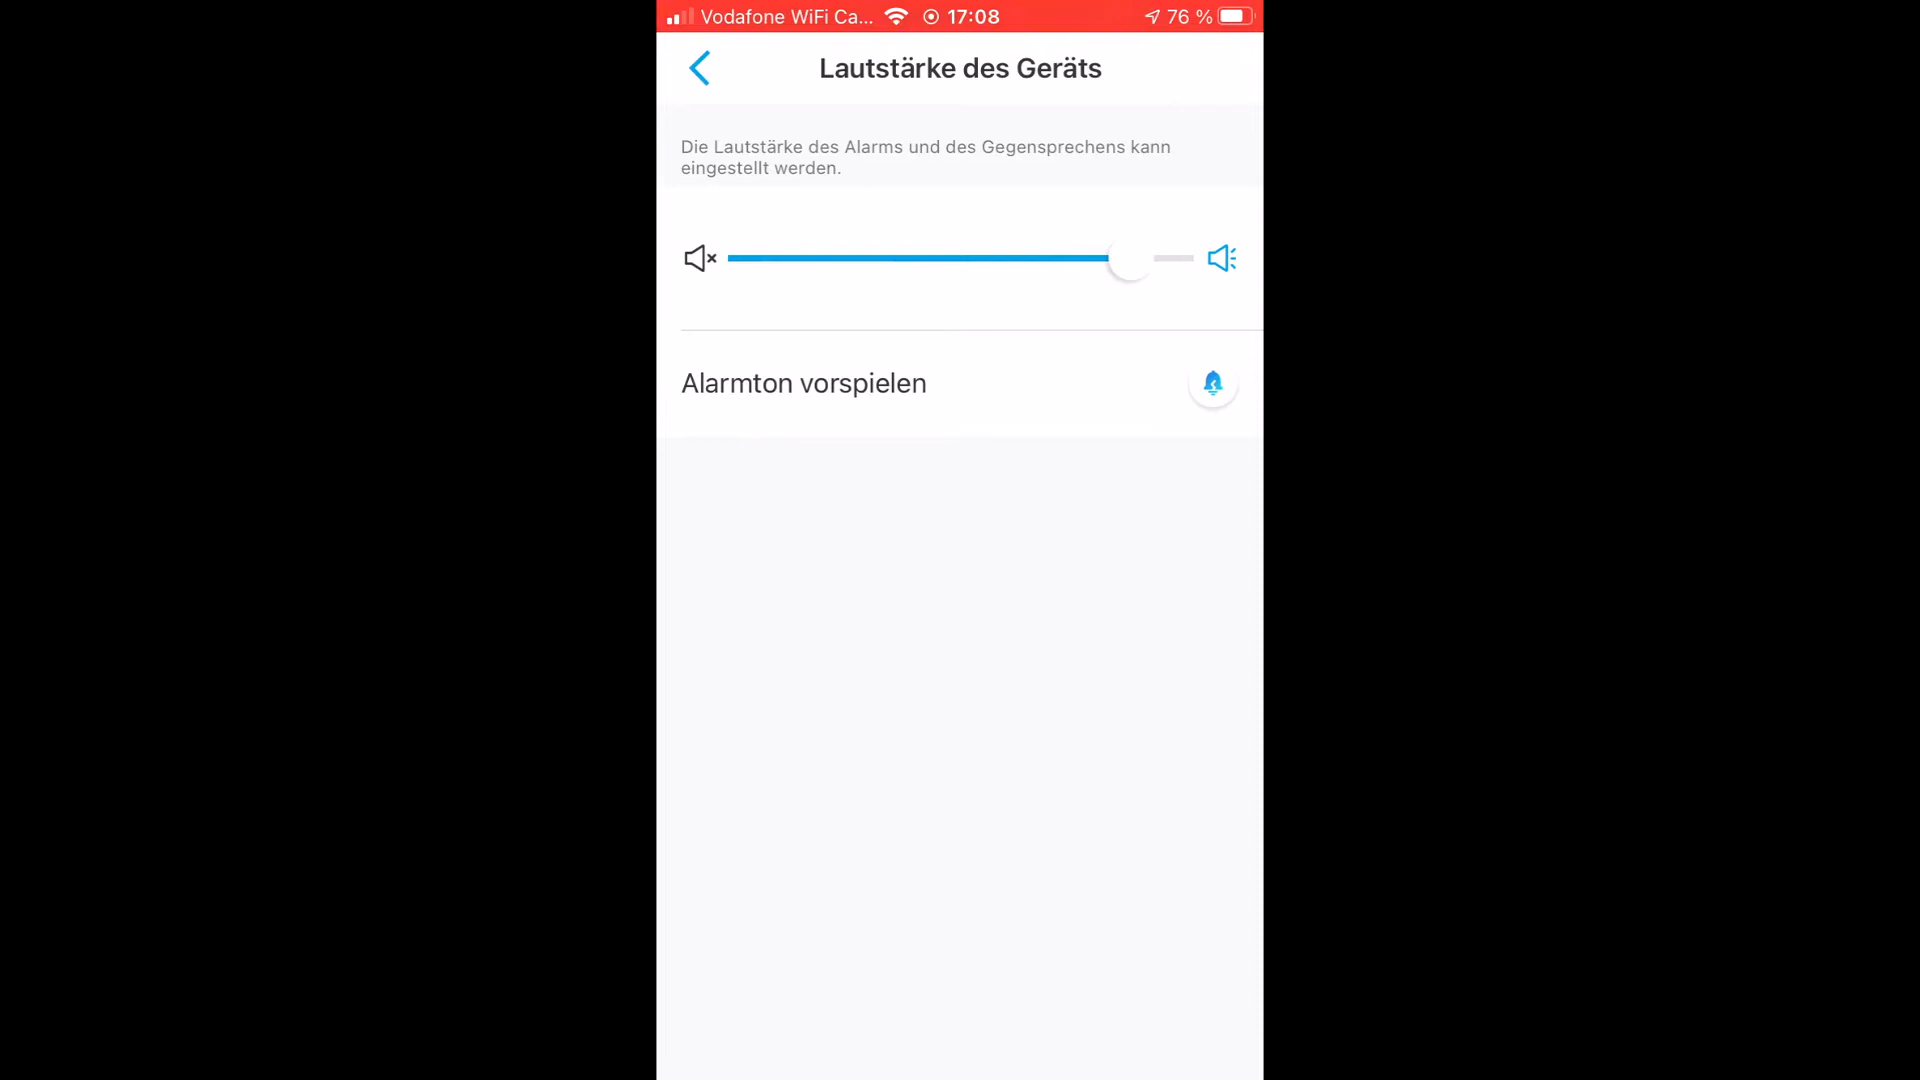 Vodafone WiFi Ca... 17:08 76 %
Lautstärke des Geräts
Die Lautstärke des Alarms und des Gegensprechens kann
eingestellt werden.
Alarmton vorspielen